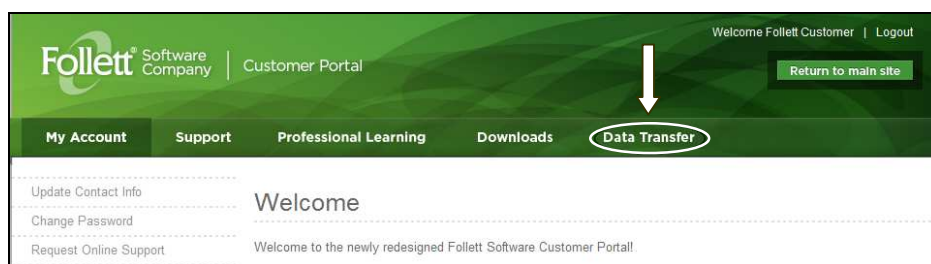 Welcome Follett Customer | Logout
Follett® Software Company | Customer Portal
Return to main site
My Account Support Professional Learning Downloads Data Transfer
Update Contact Info
Change Password
Request Online Support
Welcome
Welcome to the newly redesigned Follett Software Customer Portal!